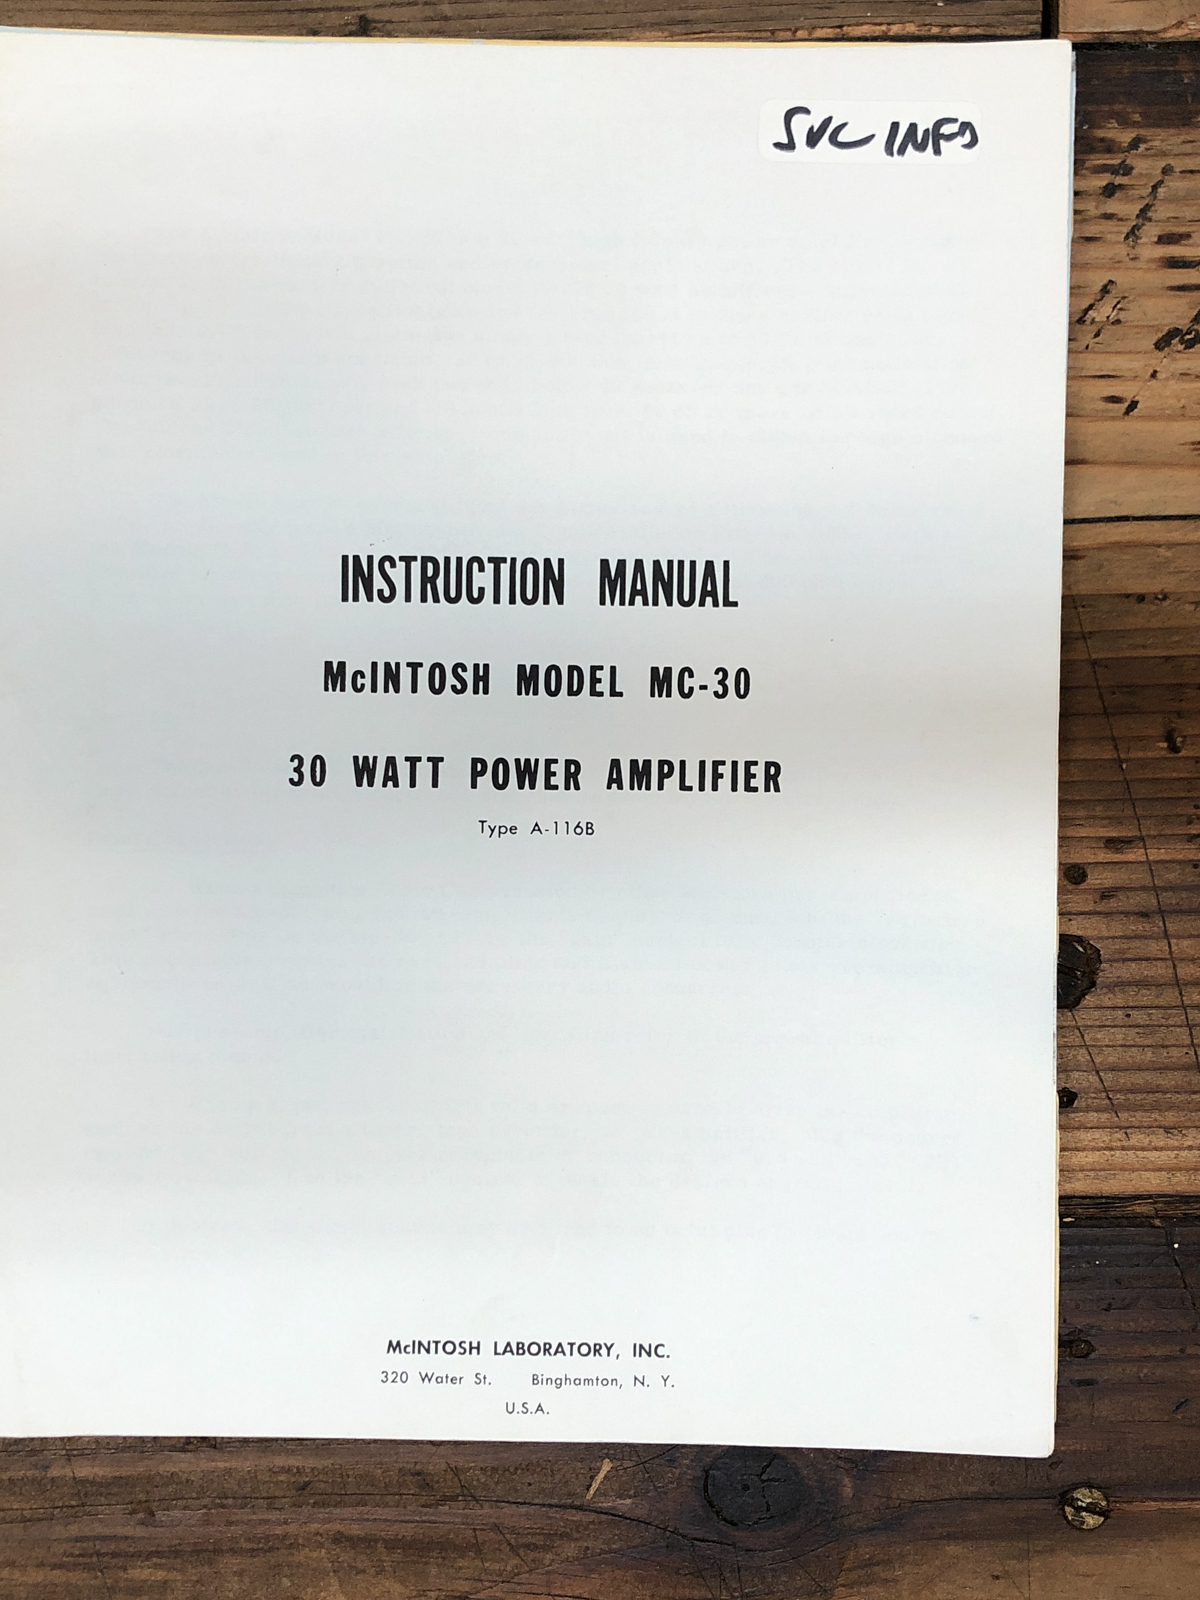 SVC INFO
INSTRUCTION MANUAL
McINTOSH MODEL MC-30
30 WATT POWER AMPLIFIER
Type A-116B
McINTOSH LABORATORY, INC.
320 Water St. Binghamton, N. Y.
U.S.A.